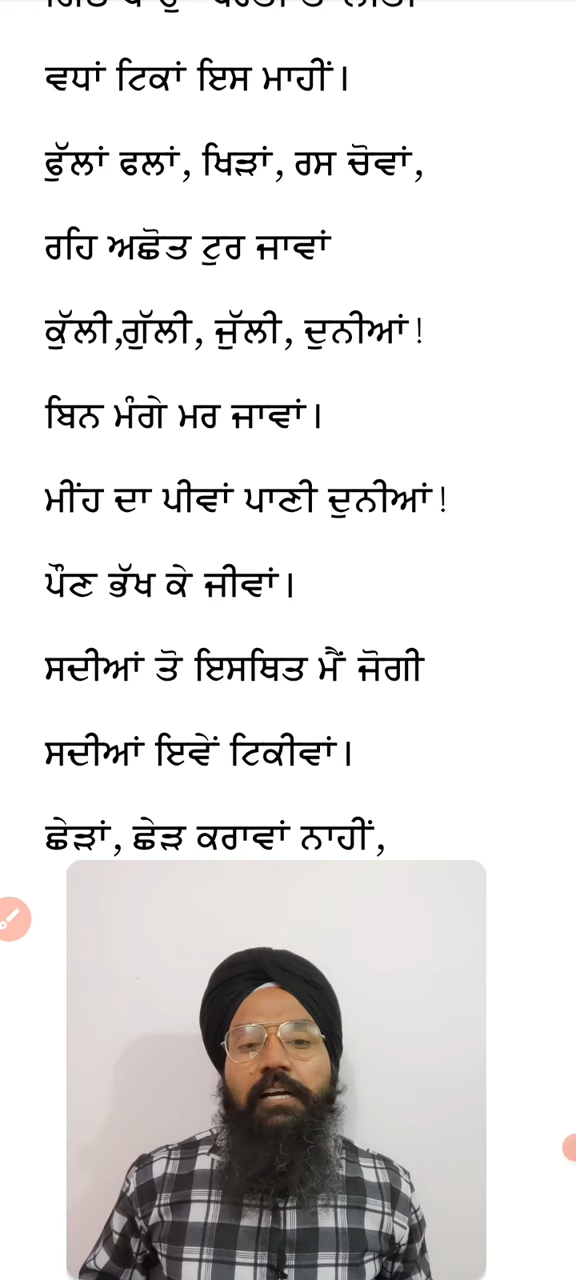 ਵਧਾਂ ਟਿਕਾਂ ਇਸ ਮਾਹੀਂ।
ਫੁੱਲਾਂ ਫਲਾਂ, ਖਿੜਾਂ, ਰਸ ਚੋਵਾਂ,
ਰਹਿ ਅਛੋਤ ਟੁਰ ਜਾਵਾਂ
ਕੁੱਲੀ,ਗੁੱਲੀ, ਜੁੱਲੀ, ਦੁਨੀਆਂ!
ਬਿਨ ਮੰਗੇ ਮਰ ਜਾਵਾਂ।
ਮੀਂਹ ਦਾ ਪੀਵਾਂ ਪਾਣੀ ਦੁਨੀਆਂ!
ਪੌਣ ਭੱਖ ਕੇ ਜੀਵਾਂ।
ਸਦੀਆਂ ਤੋ ਇਸਥਿਤ ਮੈਂ ਜੋਗੀ
ਸਦੀਆਂ ਇਵੇਂ ਟਿਕੀਵਾਂ।
ਛੇੜਾਂ, ਛੇੜ ਕਰਾਵਾਂ ਨਾਹੀਂ,